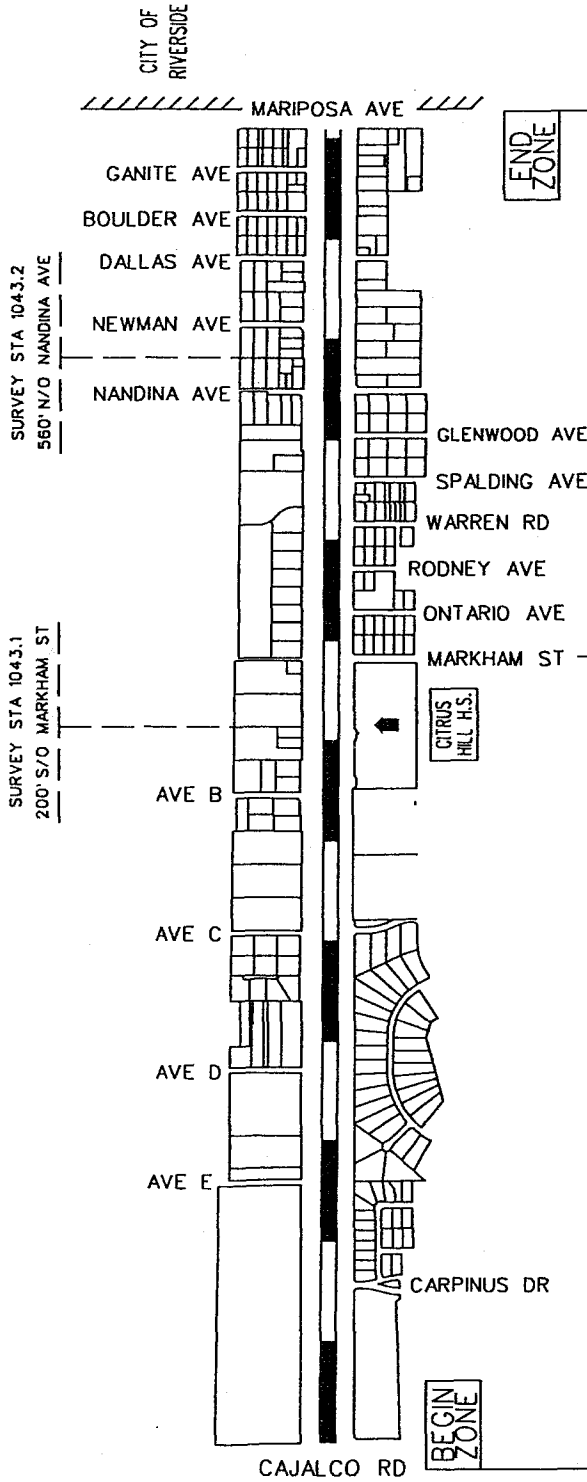 CITY OF
RIVERSIDE
MARIPOSA AVE
END
ZONE
GANITE AVE
BOULDER AVE
DALLAS AVE
SURVEY STA 1043.2
560' N/O NANDINA AVE
NEWMAN AVE
NANDINA AVE
GLENWOOD AVE
SPALDING AVE
WARREN RD
RODNEY AVE
ONTARIO AVE
MARKHAM ST
SURVEY STA 1043.1
200' S/O MARKHAM ST
CITRUS
HILL H.S.
AVE B
AVE C
AVE D
AVE E
CARPINUS DR
BEGIN
ZONE
CAJALCO RD